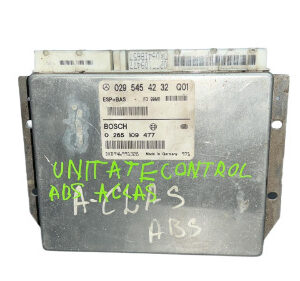 029 545 42 32 Q01
ESP+BAS
BOSCH
0 265 109 477
Made in Germany
UNITATE CONTROL
ABS ACLAS
A-CLAS
ABS